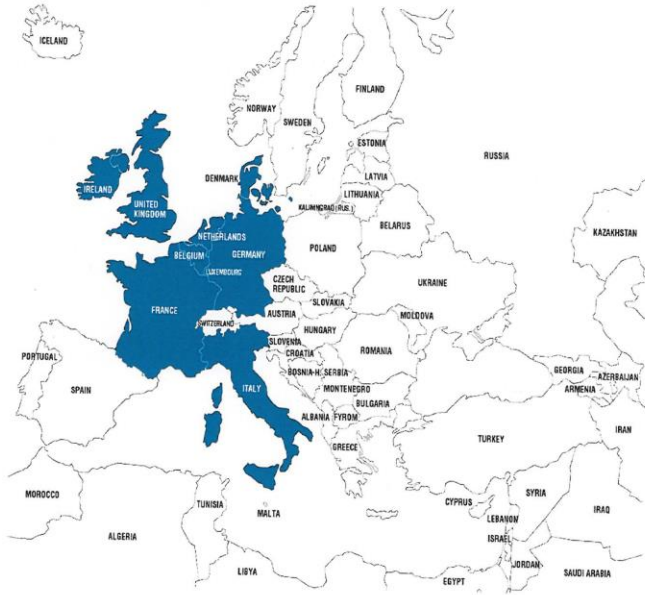 ICELAND
FINLAND
NORWAY
SWEDEN
ESTONIA
RUSSIA
LATVIA
DENMARK
LITHUANIA
IRELAND
UNITED
KINGDOM
KALININGRAD (RUS.)
BELARUS
KAZAKHSTAN
NETHERLANDS
POLAND
BELGIUM
GERMANY
LUXEMBOURG
CZECH
REPUBLIC
UKRAINE
SLOVAKIA
FRANCE
AUSTRIA
MOLDOVA
SWITZERLAND
HUNGARY
SLOVENIA
ROMANIA
CROATIA
PORTUGAL
BOSNIA-H.
SERBIA
GEORGIA
AZERBAIJAN
SPAIN
ITALY
MONTENEGRO
ARMENIA
BULGARIA
ALBANIA
FYROM
IRAN
TURKEY
GREECE
MOROCCO
TUNISIA
SYRIA
CYPRUS
MALTA
LEBANON
IRAQ
ALGERIA
ISRAEL
JORDAN
LIBYA
EGYPT
SAUDI ARABIA